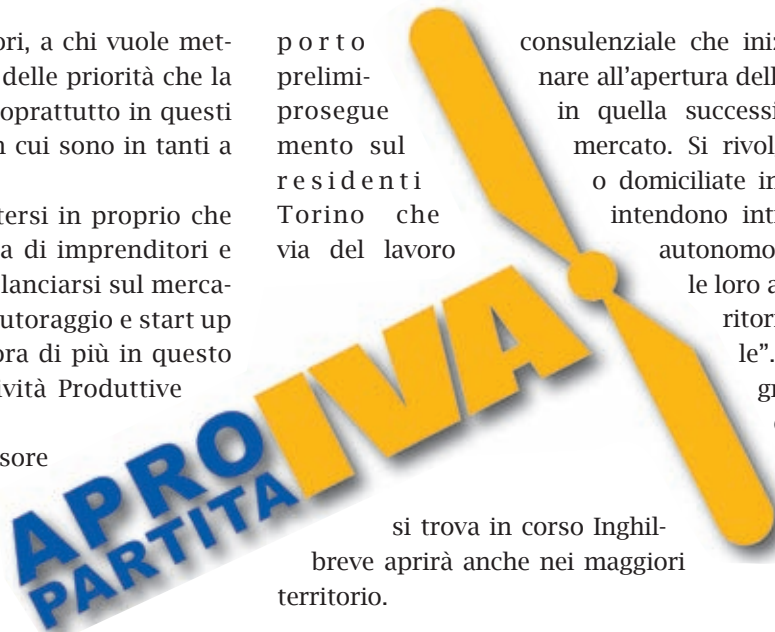 ori, a chi vuole met-
delle priorità che la
oprattutto in questi
n cui sono in tanti a
tersi in proprio che
a di imprenditori e
lanciarsi sul merca-
utoraggio e start up
ora di più in questo
ività Produttive
sore
porto
prelimi-
prosegue
mento sul
residenti
Torino che
via del lavoro
consulenziale che iniz
nare all'apertura dell
in quella successi
mercato. Si rivol
o domiciliate in
intendono int
autonomo
le loro a
ritor
le”.
g
APRO
PARTITA
IVA
si trova in corso Inghil-
breve aprirà anche nei maggiori
territorio.